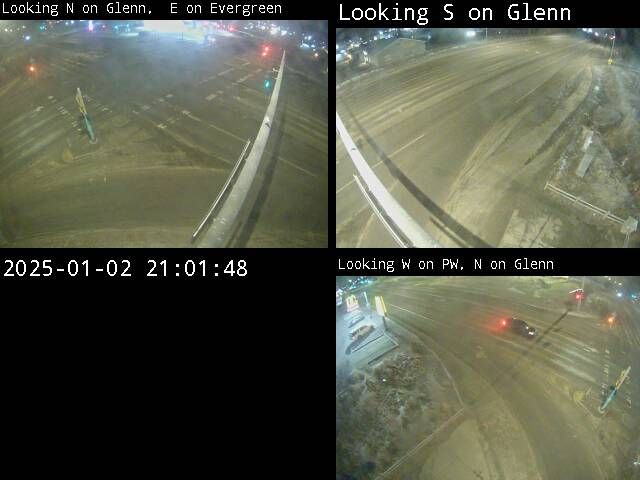 Looking N on Glenn,  E on Evergreen
Looking S on Glenn
2025-01-02 21:01:48
Looking W on PW, N on Glenn